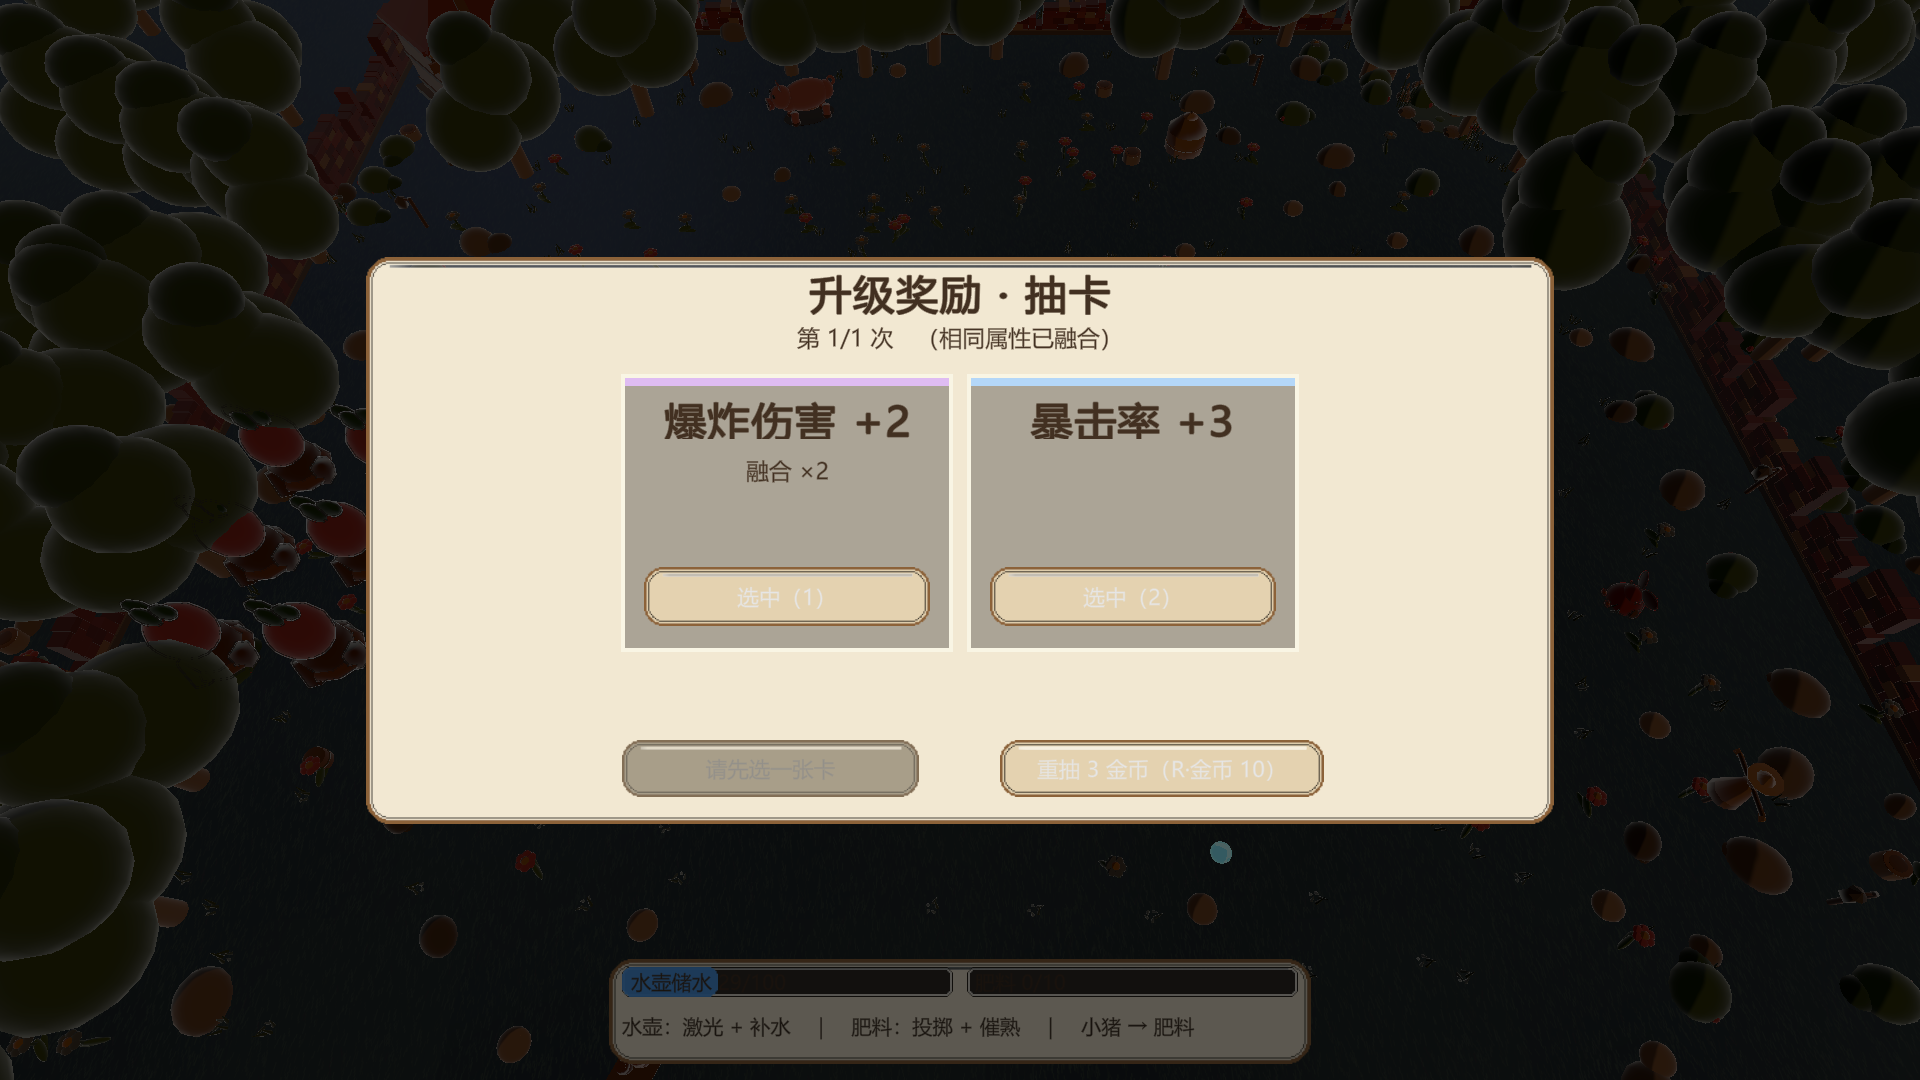 升级奖励 · 抽卡
第 1/1 次 （相同属性已融合）
爆炸伤害 +2
融合 ×2
选中（1）
暴击率 +3
选中（2）
请先选一张卡
重抽 3 金币（R·金币 10）
水壶储水
水壶：激光 + 补水 | 肥料：投掷 + 催熟 | 小猪 → 肥料